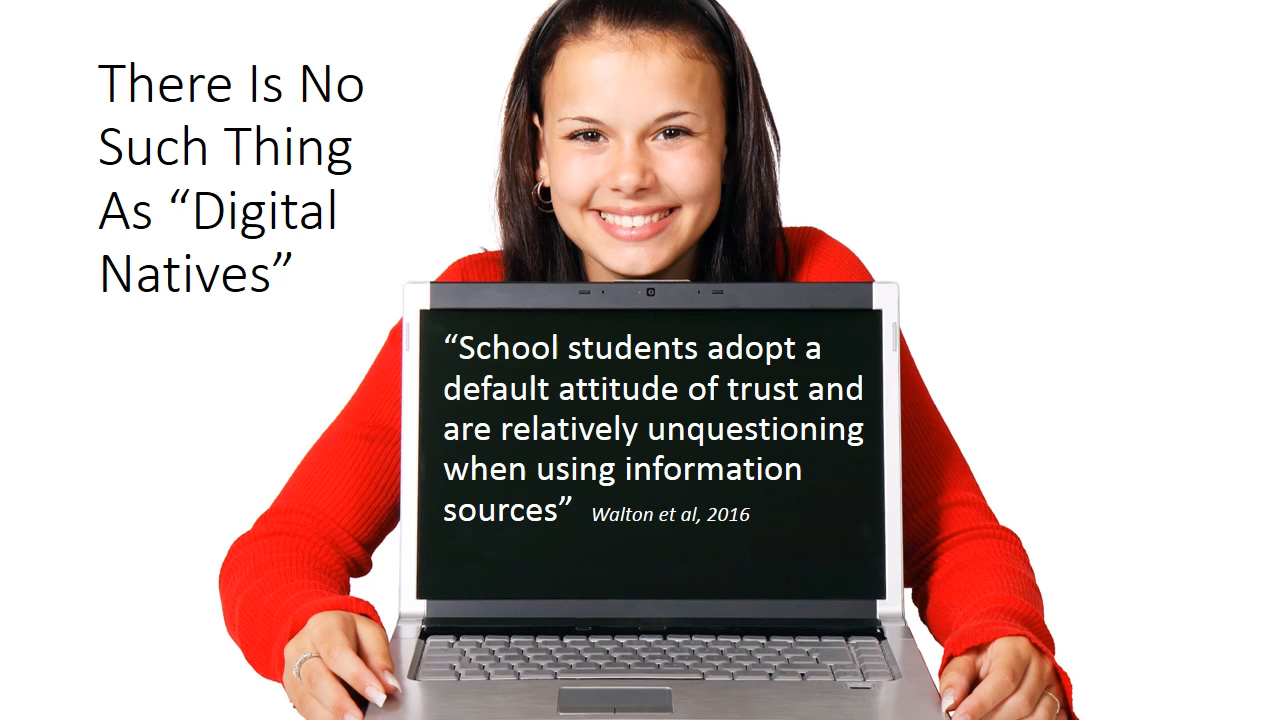 There Is No
Such Thing
As “Digital
Natives”
“School students adopt a
default attitude of trust and
are relatively unquestioning
when using information
sources” Walton et al, 2016